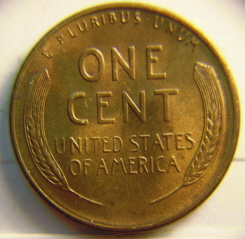 E PLURIBUS UNUM
ONE
CENT
UNITED STATES
OF AMERICA